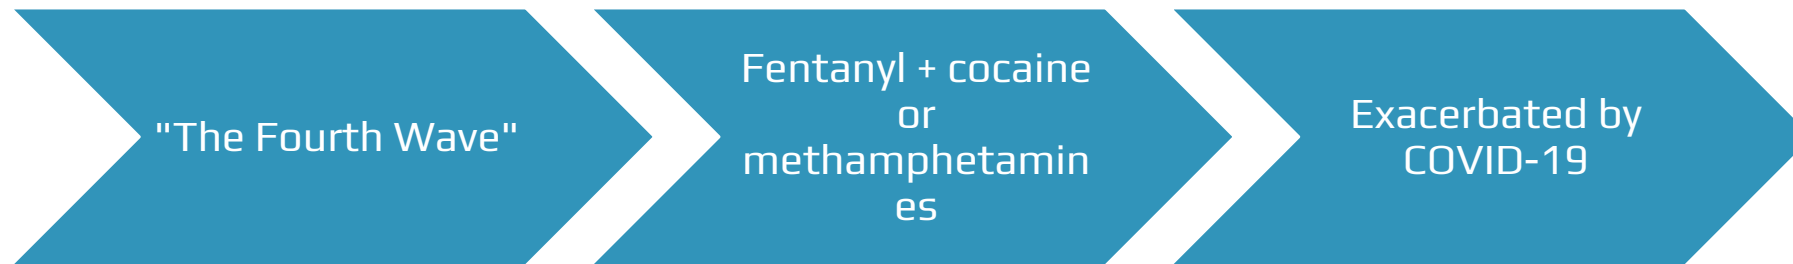 "The Fourth Wave"
Fentanyl + cocaine
or
methamphetamin
es
Exacerbated by
COVID-19